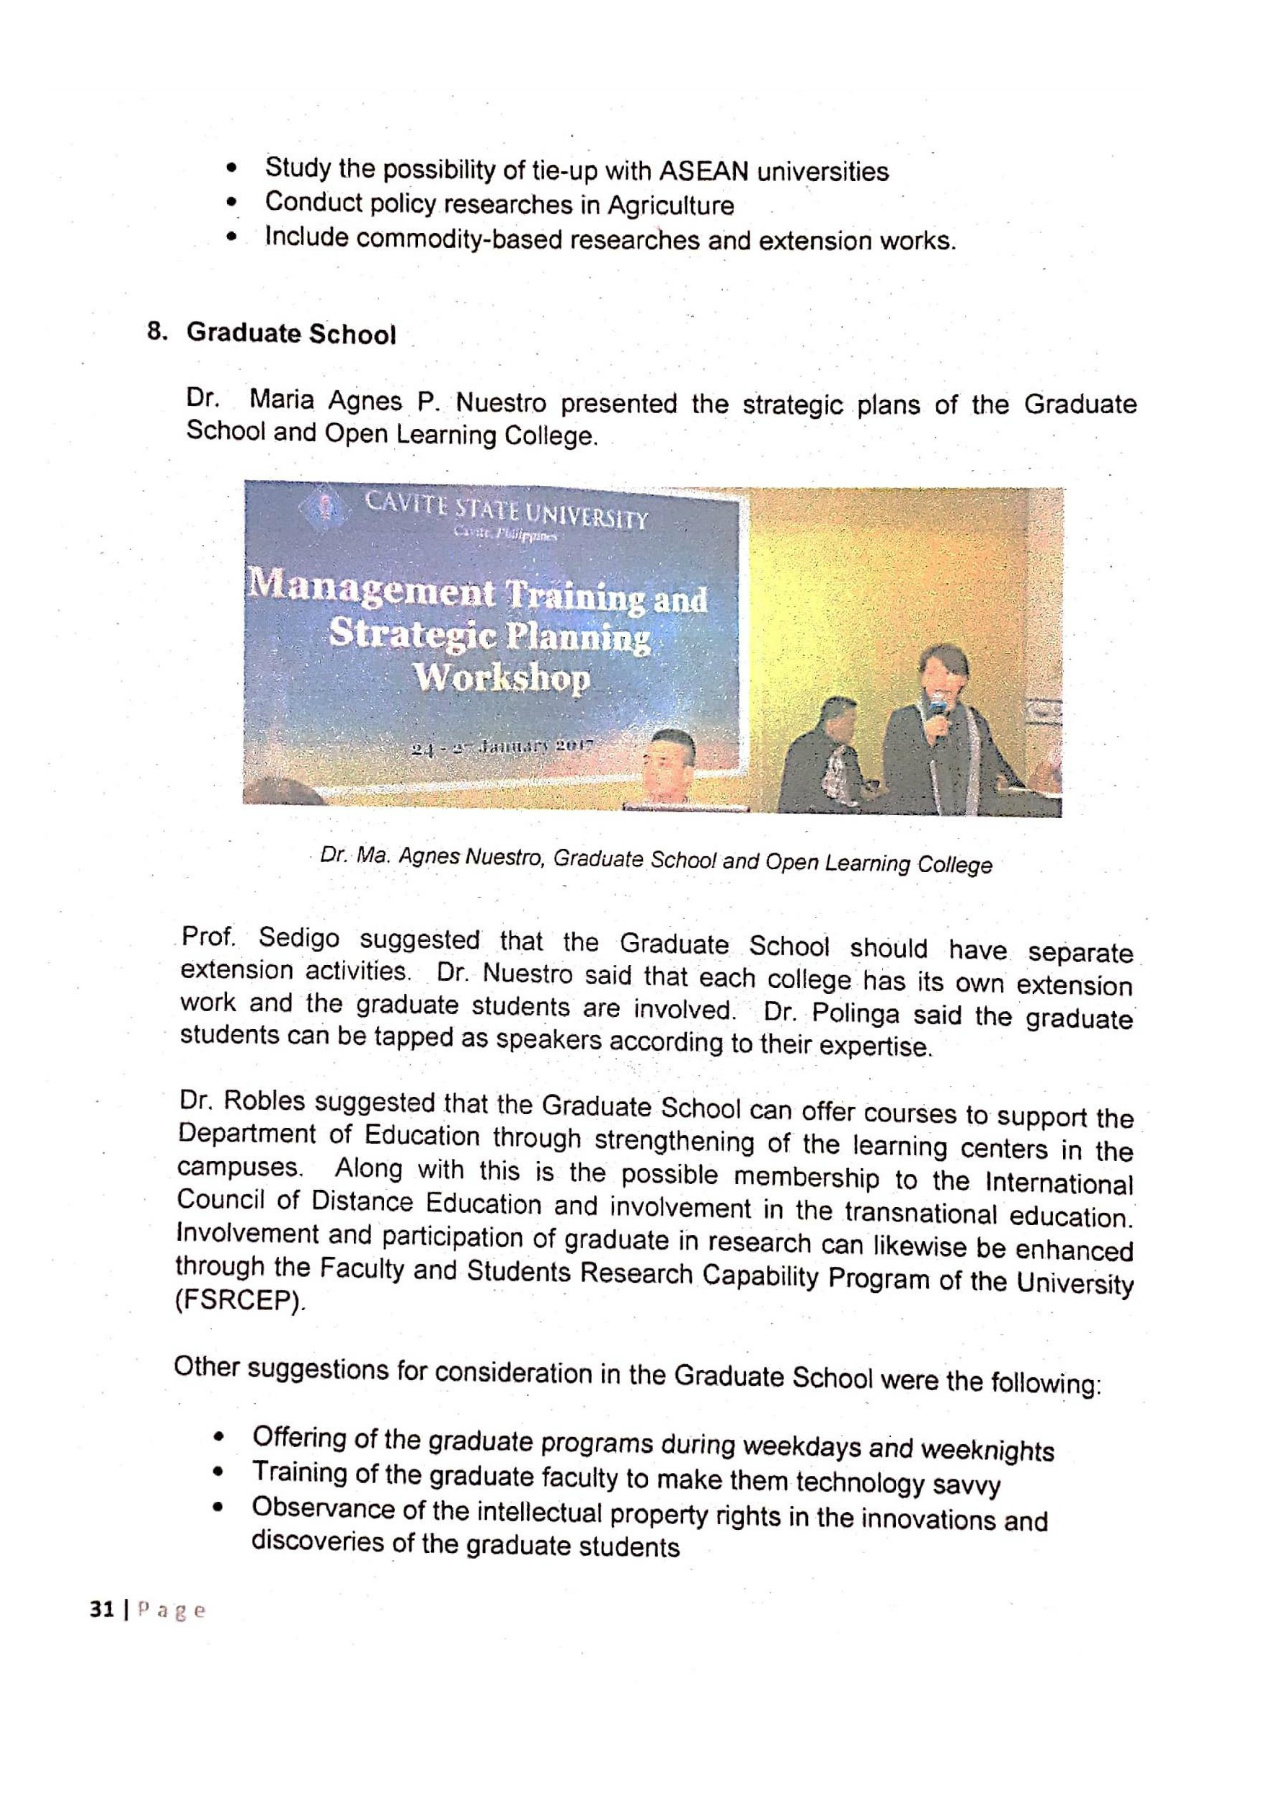 • Study the possibility of tie-up with ASEAN universities
• Conduct policy researches in Agriculture
• Include commodity-based researches and extension works.
8. Graduate School
Dr. Maria Agnes P. Nuestro presented the strategic plans of the Graduate
School and Open Learning College.
CAVITE STATE UNIVERSITY
Cavite, Philippines
Management Training and
Strategic Planning
Workshop
24 - January 2017
Dr. Ma. Agnes Nuestro, Graduate School and Open Learning College
Prof. Sedigo suggested that the Graduate School should have separate
extension activities. Dr. Nuestro said that each college has its own extension
work and the graduate students are involved. Dr. Polinga said the graduate
students can be tapped as speakers according to their expertise.
Dr. Robles suggested that the Graduate School can offer courses to support the
Department of Education through strengthening of the learning centers in the
campuses. Along with this is the possible membership to the International
Council of Distance Education and involvement in the transnational education.
Involvement and participation of graduate in research can likewise be enhanced
through the Faculty and Students Research Capability Program of the University
(FSRCEP).
Other suggestions for consideration in the Graduate School were the following:
• Offering of the graduate programs during weekdays and weeknights
• Training of the graduate faculty to make them technology savvy
• Observance of the intellectual property rights in the innovations and
discoveries of the graduate students
31 | Page